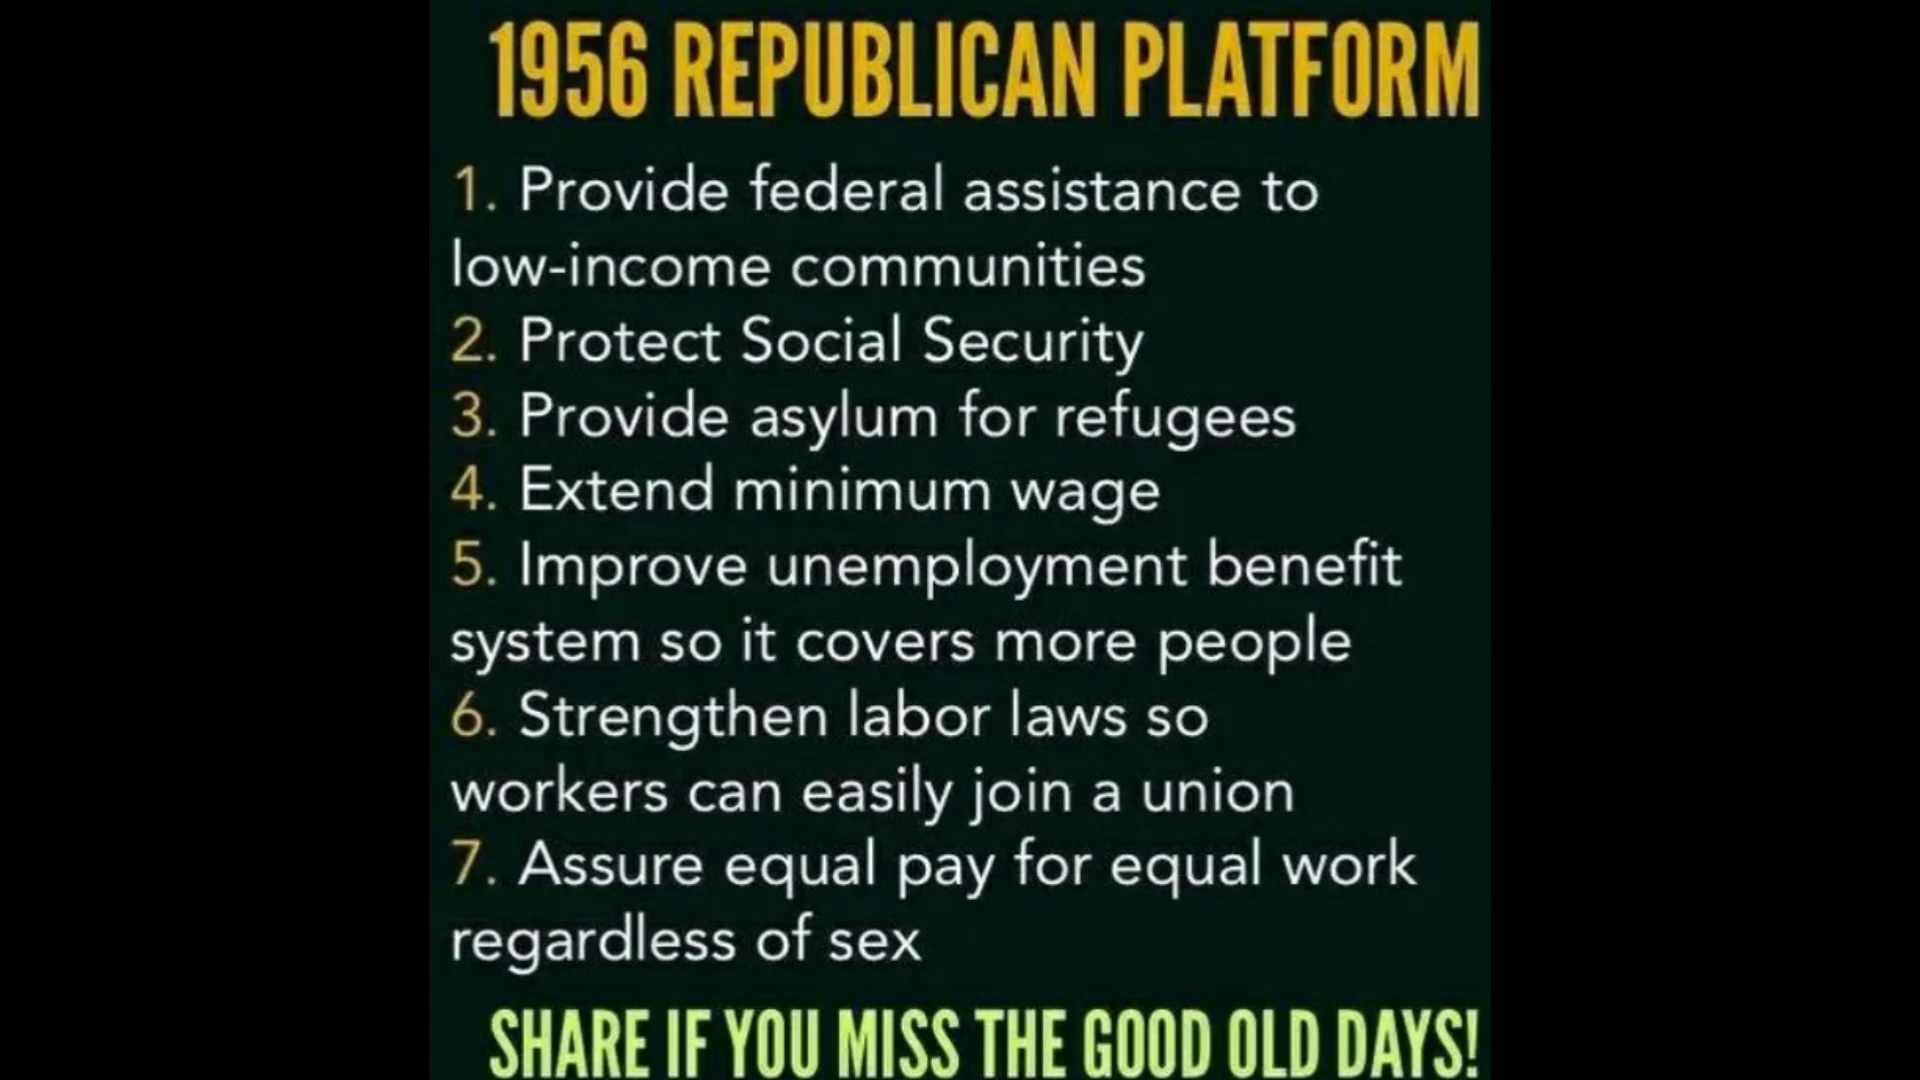 1956 REPUBLICAN PLATFORM
1. Provide federal assistance to
low-income communities
2. Protect Social Security
3. Provide asylum for refugees
4. Extend minimum wage
5. Improve unemployment benefit
system so it covers more people
6. Strengthen labor laws so
workers can easily join a union
7. Assure equal pay for equal work
regardless of sex
SHARE IF YOU MISS THE GOOD OLD DAYS!